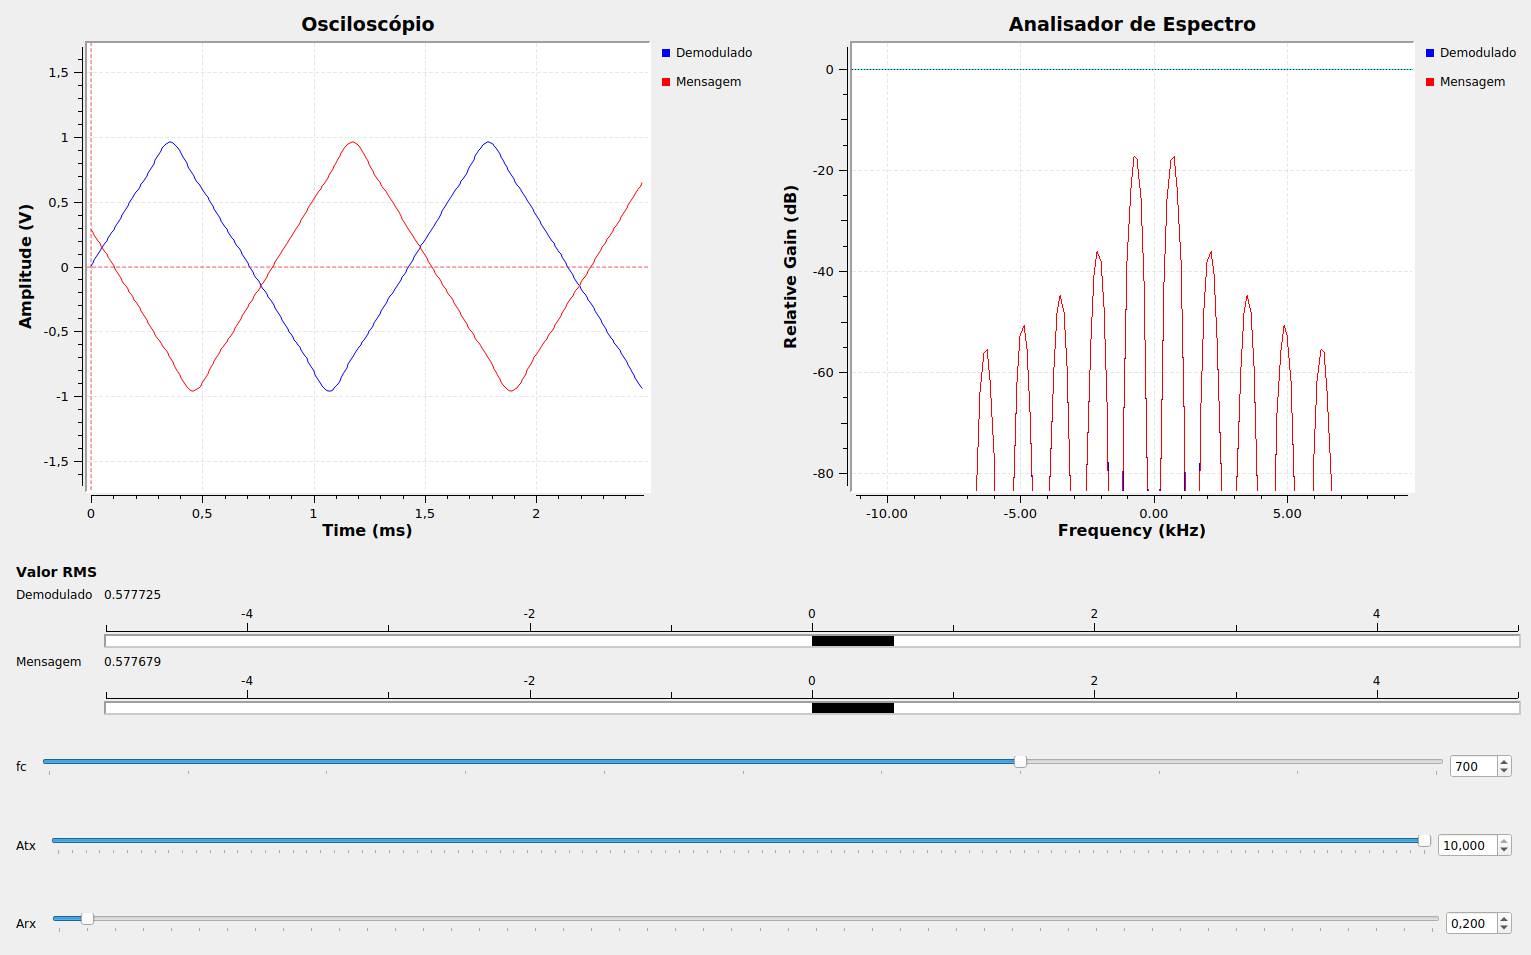 Osciloscópio
Demodulado
Mensagem
Amplitude (V)
1,5
1
0,5
0
-0,5
-1
-1,5
0 0,5 1 1,5 2
Time (ms)
Analisador de Espectro
Demodulado
Mensagem
Relative Gain (dB)
0
-20
-40
-60
-80
-10.00 -5.00 0.00 5.00
Frequency (kHz)
Valor RMS
Demodulado 0.577725
-4 -2 0 2 4
Mensagem 0.577679
-4 -2 0 2 4
fc 700
Atx 10,000
Arx 0,200